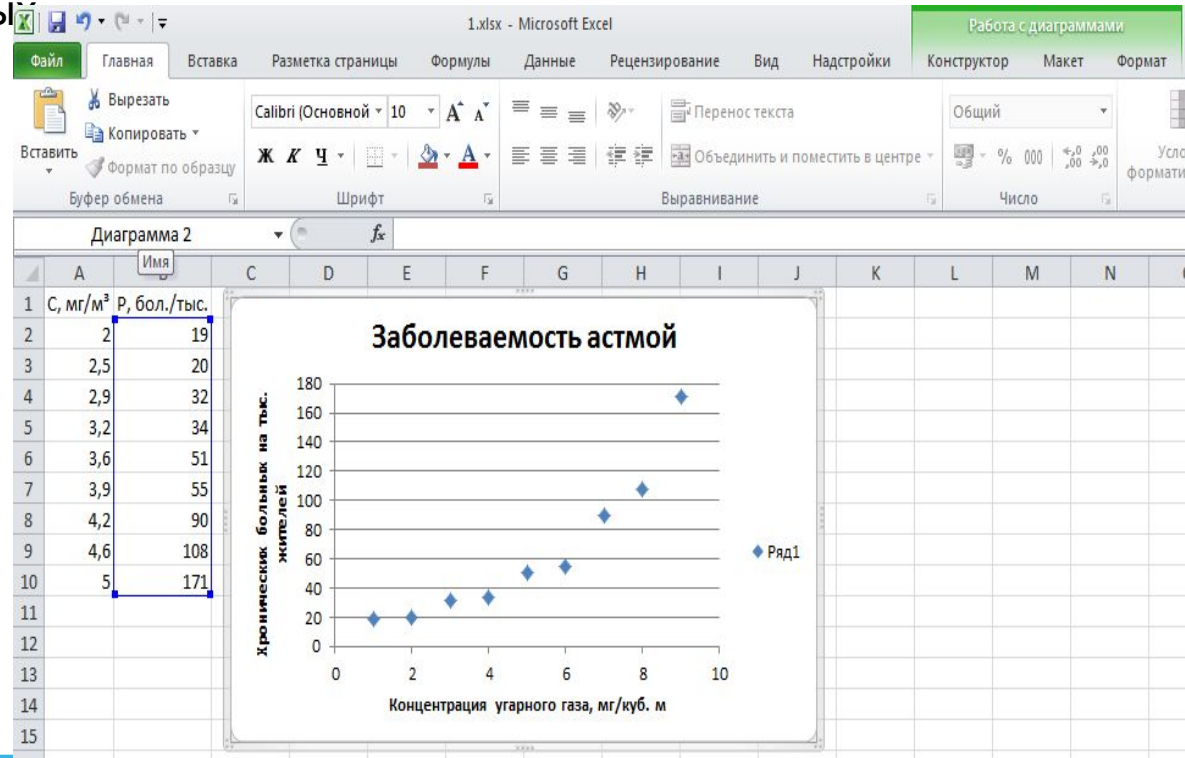 ых
1.xlsx - Microsoft Excel
Работа с диаграммами
Файл Главная Вставка Разметка страницы Формулы Данные Рецензирование Вид Надстройки Конструктор Макет Формат
Вырезать
Копировать
Формат по образцу
Вставить
Буфер обмена
Calibri (Основной 10
Ж К Ч
Шрифт
Перенос текста
Объединить и поместить в центре
Выравнивание
Общий
% 000
Число
Усло
формати
Диаграмма 2 fx
Имя
A C D E F G H I J K L M N
1 С, мг/м³ Р, бол./тыс.
2 2 19
3 2,5 20
4 2,9 32
5 3,2 34
6 3,6 51
7 3,9 55
8 4,2 90
9 4,6 108
10 5 171
11
12
13
14
15
Заболеваемость астмой
Хронических больных на тыс.
жителей
180
160
140
120
100
80
60
40
20
0
0 2 4 6 8 10
Концентрация угарного газа, мг/куб. м
Ряд1